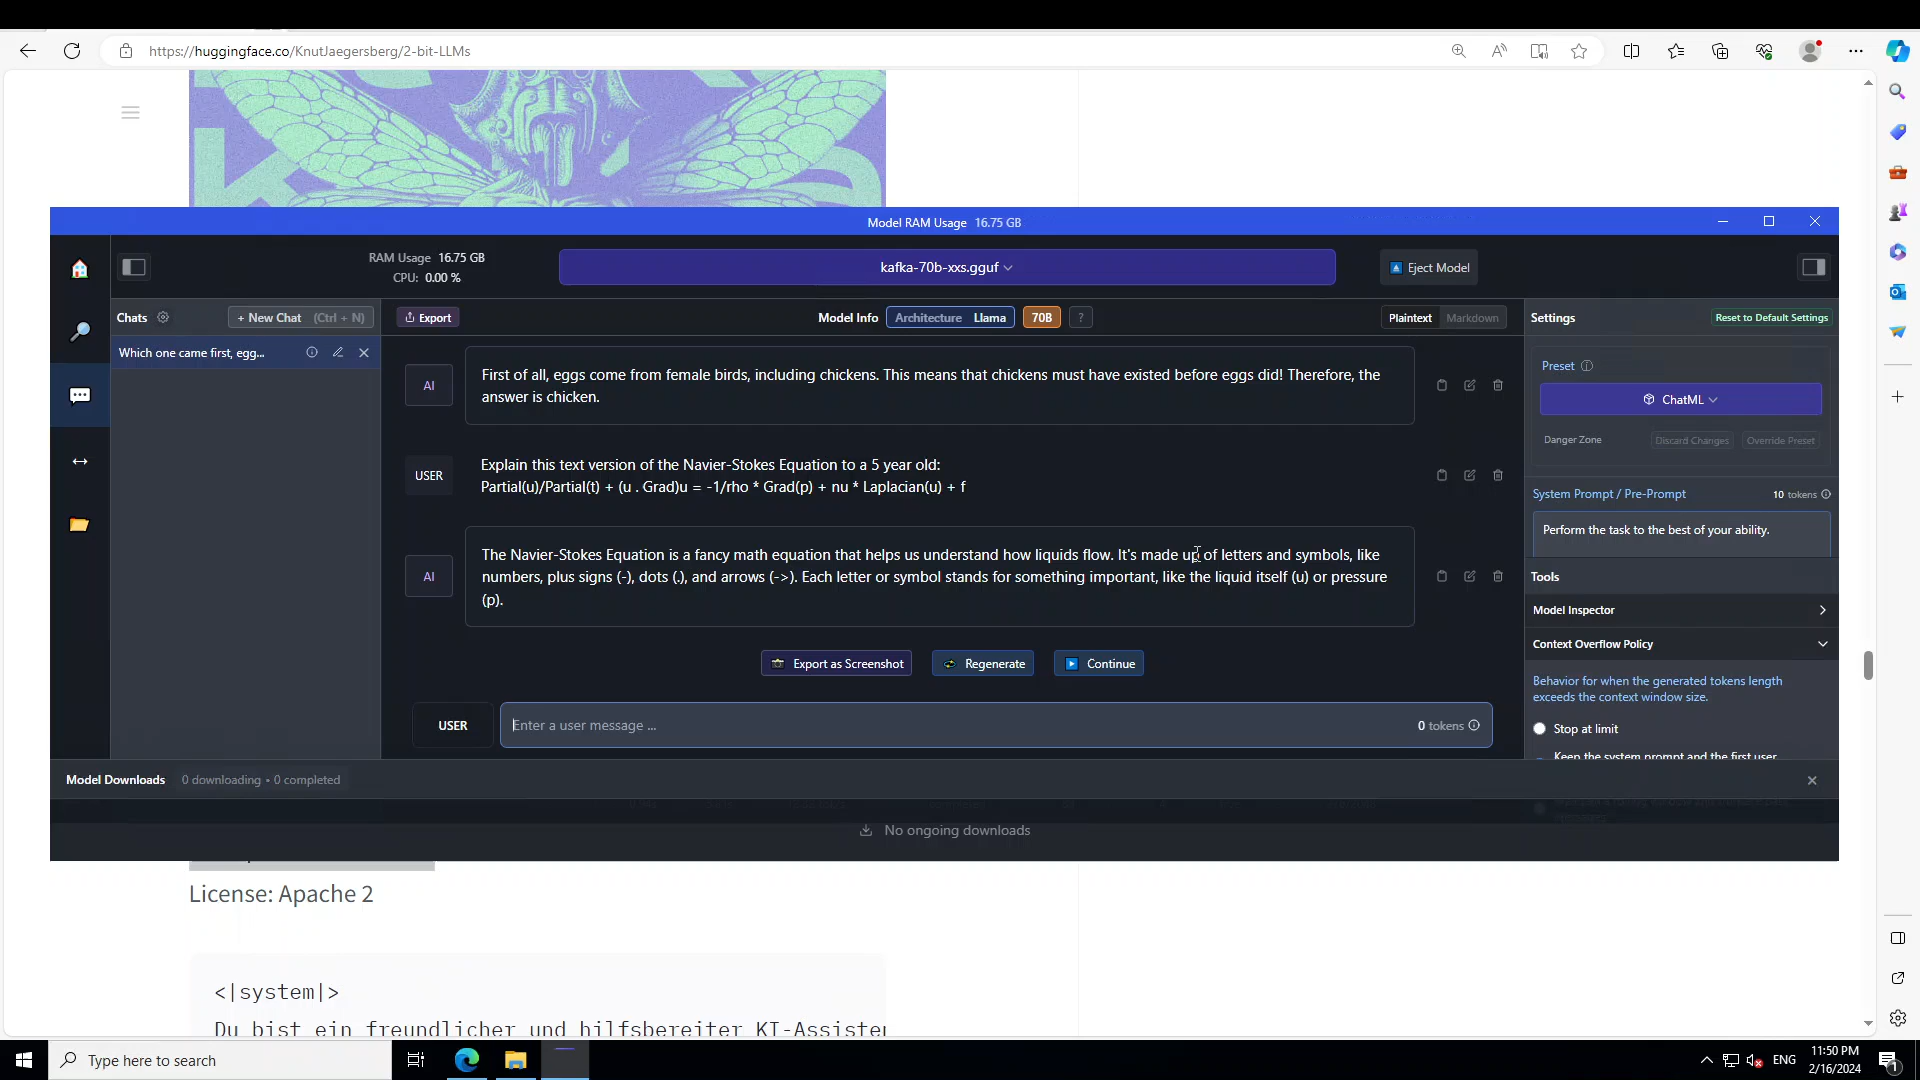 https://huggingface.co/KnutJaegersberg/2-bit-LLMs
Model RAM Usage 16.75 GB
RAM Usage 16.75 GB
CPU: 0.00 %
kafka-70b-xxs.gguf
Eject Model
Chats
+ New Chat (Ctrl + N)
Export
Model Info
Architecture Llama
70B
?
Plaintext Markdown
Settings
Reset to Default Settings
Which one came first, egg...
AI
First of all, eggs come from female birds, including chickens. This means that chickens must have existed before eggs did! Therefore, the
answer is chicken.
Preset
ChatML
Danger Zone
Discard Changes
Override Preset
USER
Explain this text version of the Navier-Stokes Equation to a 5 year old:
Partial(u)/Partial(t) + (u . Grad)u = -1/rho * Grad(p) + nu * Laplacian(u) + f
System Prompt / Pre-Prompt
10 tokens
Perform the task to the best of your ability.
AI
The Navier-Stokes Equation is a fancy math equation that helps us understand how liquids flow. It's made up of letters and symbols, like
numbers, plus signs (-), dots (.), and arrows (->). Each letter or symbol stands for something important, like the liquid itself (u) or pressure
(p).
Tools
Model Inspector
Context Overflow Policy
Behavior for when the generated tokens length
exceeds the context window size.
Stop at limit
Keep the system prompt and the first user
Export as Screenshot
Regenerate
Continue
USER
Enter a user message ...
0 tokens
Model Downloads 0 downloading • 0 completed
No ongoing downloads
License: Apache 2
<|system|>
Du bist ein freundlicher und hilfsbereiter KI-Assisten
Type here to search
ENG
11:50 PM
2/16/2024
1